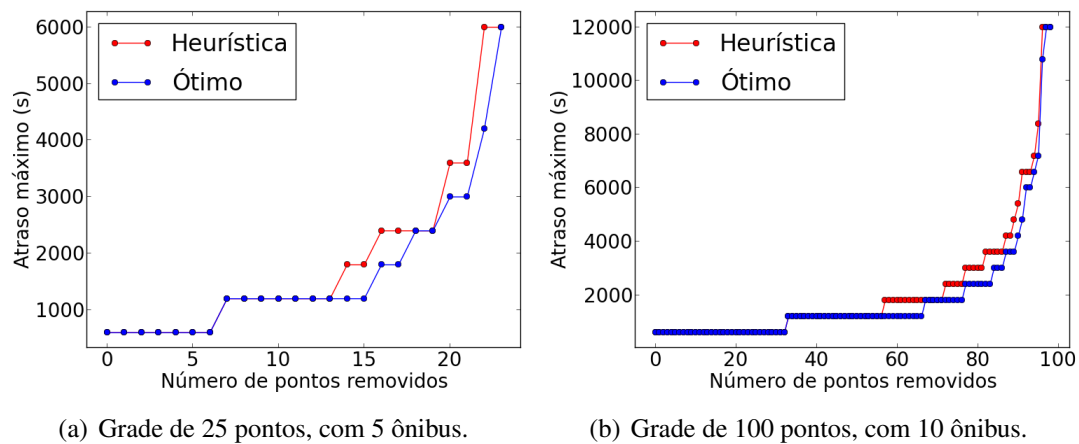 6000
5000
4000
3000
2000
1000
Atraso máximo (s)
Heurística
Ótimo
0 5 10 15 20
Número de pontos removidos
(a) Grade de 25 pontos, com 5 ônibus.
12000
10000
8000
6000
4000
2000
Atraso máximo (s)
Heurística
Ótimo
0 20 40 60 80 100
Número de pontos removidos
(b) Grade de 100 pontos, com 10 ônibus.